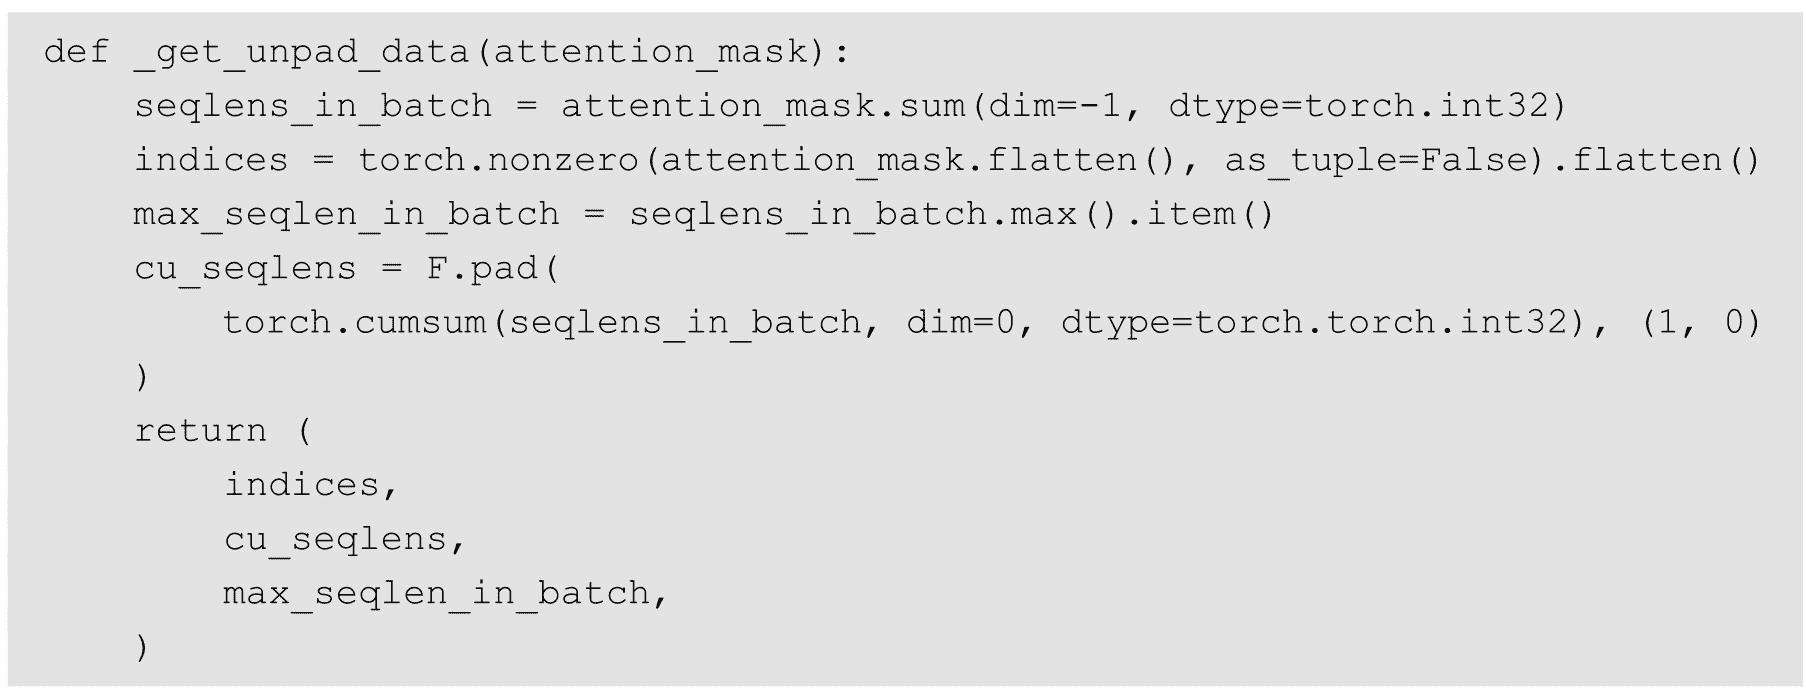 def _get_unpad_data(attention_mask):
    seqlens_in_batch = attention_mask.sum(dim=-1, dtype=torch.int32)
    indices = torch.nonzero(attention_mask.flatten(), as_tuple=False).flatten()
    max_seqlen_in_batch = seqlens_in_batch.max().item()
    cu_seqlens = F.pad(
        torch.cumsum(seqlens_in_batch, dim=0, dtype=torch.torch.int32), (1, 0)
    )
    return (
        indices,
        cu_seqlens,
        max_seqlen_in_batch,
    )